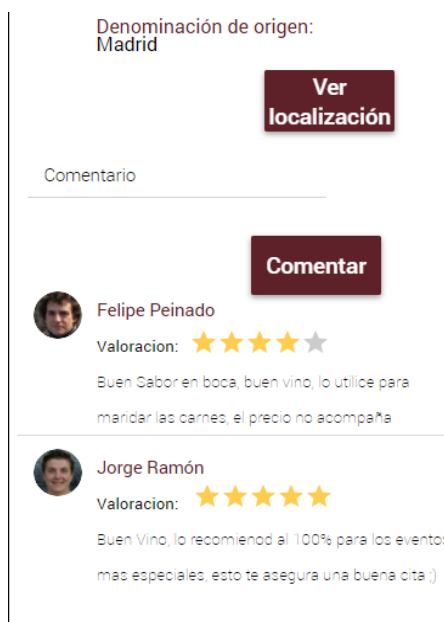 Denominación de origen:
Madrid
Ver
localización
Comentario
Comentar
Felipe Peinado
Valoracion:
Buen Sabor en boca, buen vino, lo utilice para
maridar las carnes, el precio no acompaña
Jorge Ramón
Valoracion:
Buen Vino, lo recomienod al 100% para los eventos
mas especiales, esto te asegura una buena cita ;)